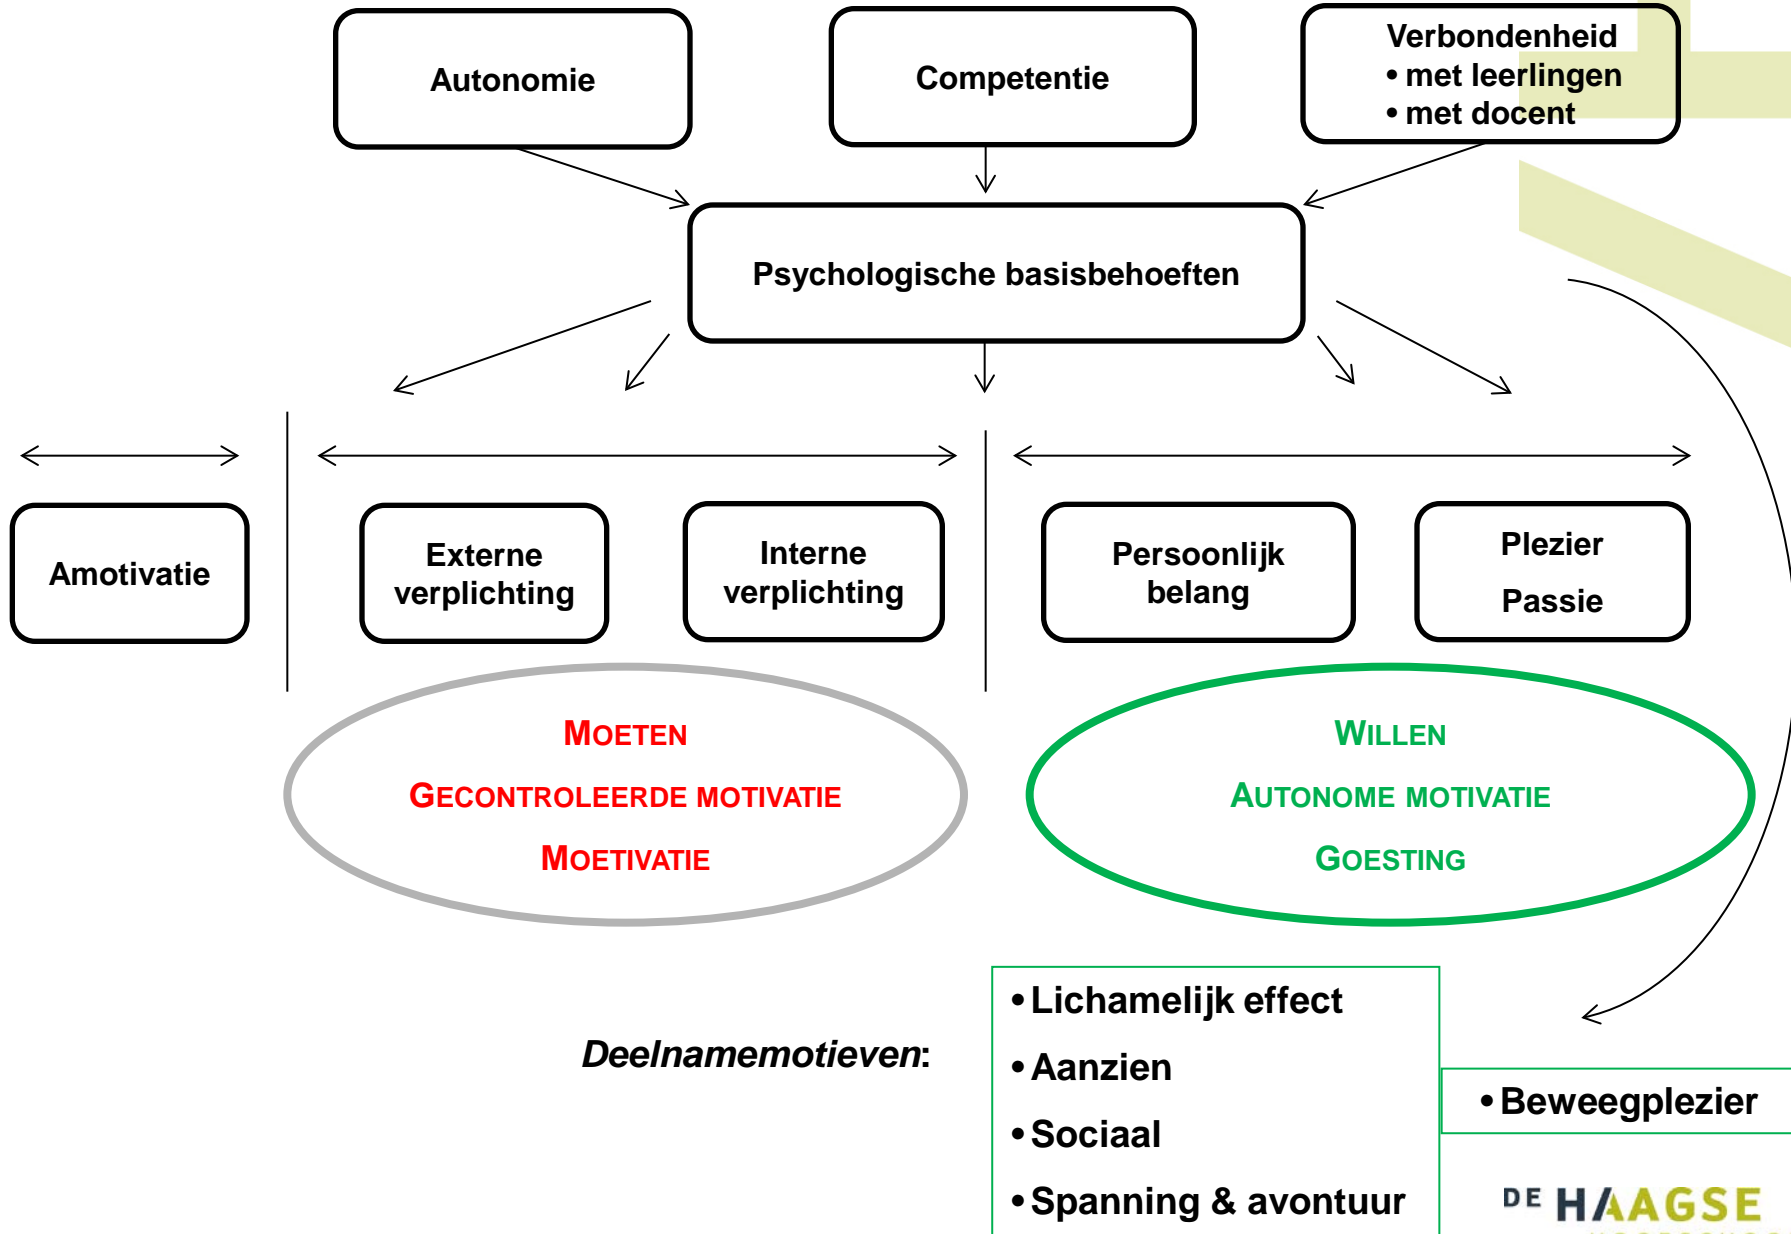 Autonomie
Competentie
Verbondenheid
• met leerlingen
• met docent
Psychologische basisbehoeften
Amotivatie
Externe
verplichting
Interne
verplichting
Persoonlijk
belang
Plezier
Passie
MOETEN
GECONTROLEERDE MOTIVATIE
MOETIVATIE
WILLEN
AUTONOME MOTIVATIE
GOESTING
Deelnamemotieven:
• Lichamelijk effect
• Aanzien
• Sociaal
• Spanning & avontuur
• Beweegplezier
DE HAAGSE